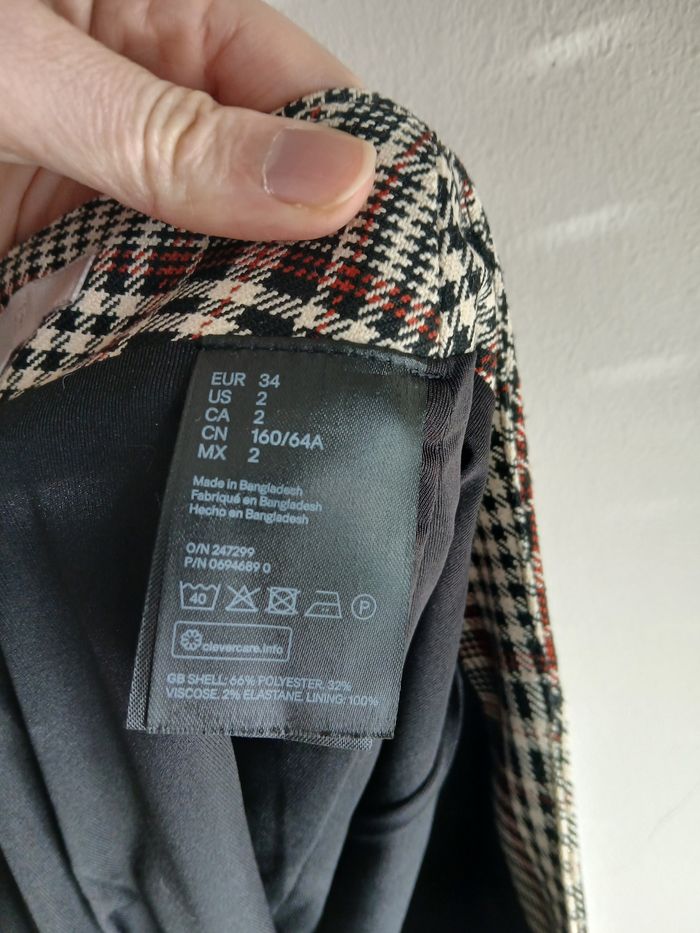 EUR 34
US 2
CA 2
CN 160/64A
MX 2
Made in Bangladesh
Fabriqué en Bangladesh
Hecho en Bangladesh
O/N 247299
P/N 0694689 0
40
P
clevercare.info
GB SHELL: 66% POLYESTER. 32%
VISCOSE. 2% ELASTANE. LINING: 100%